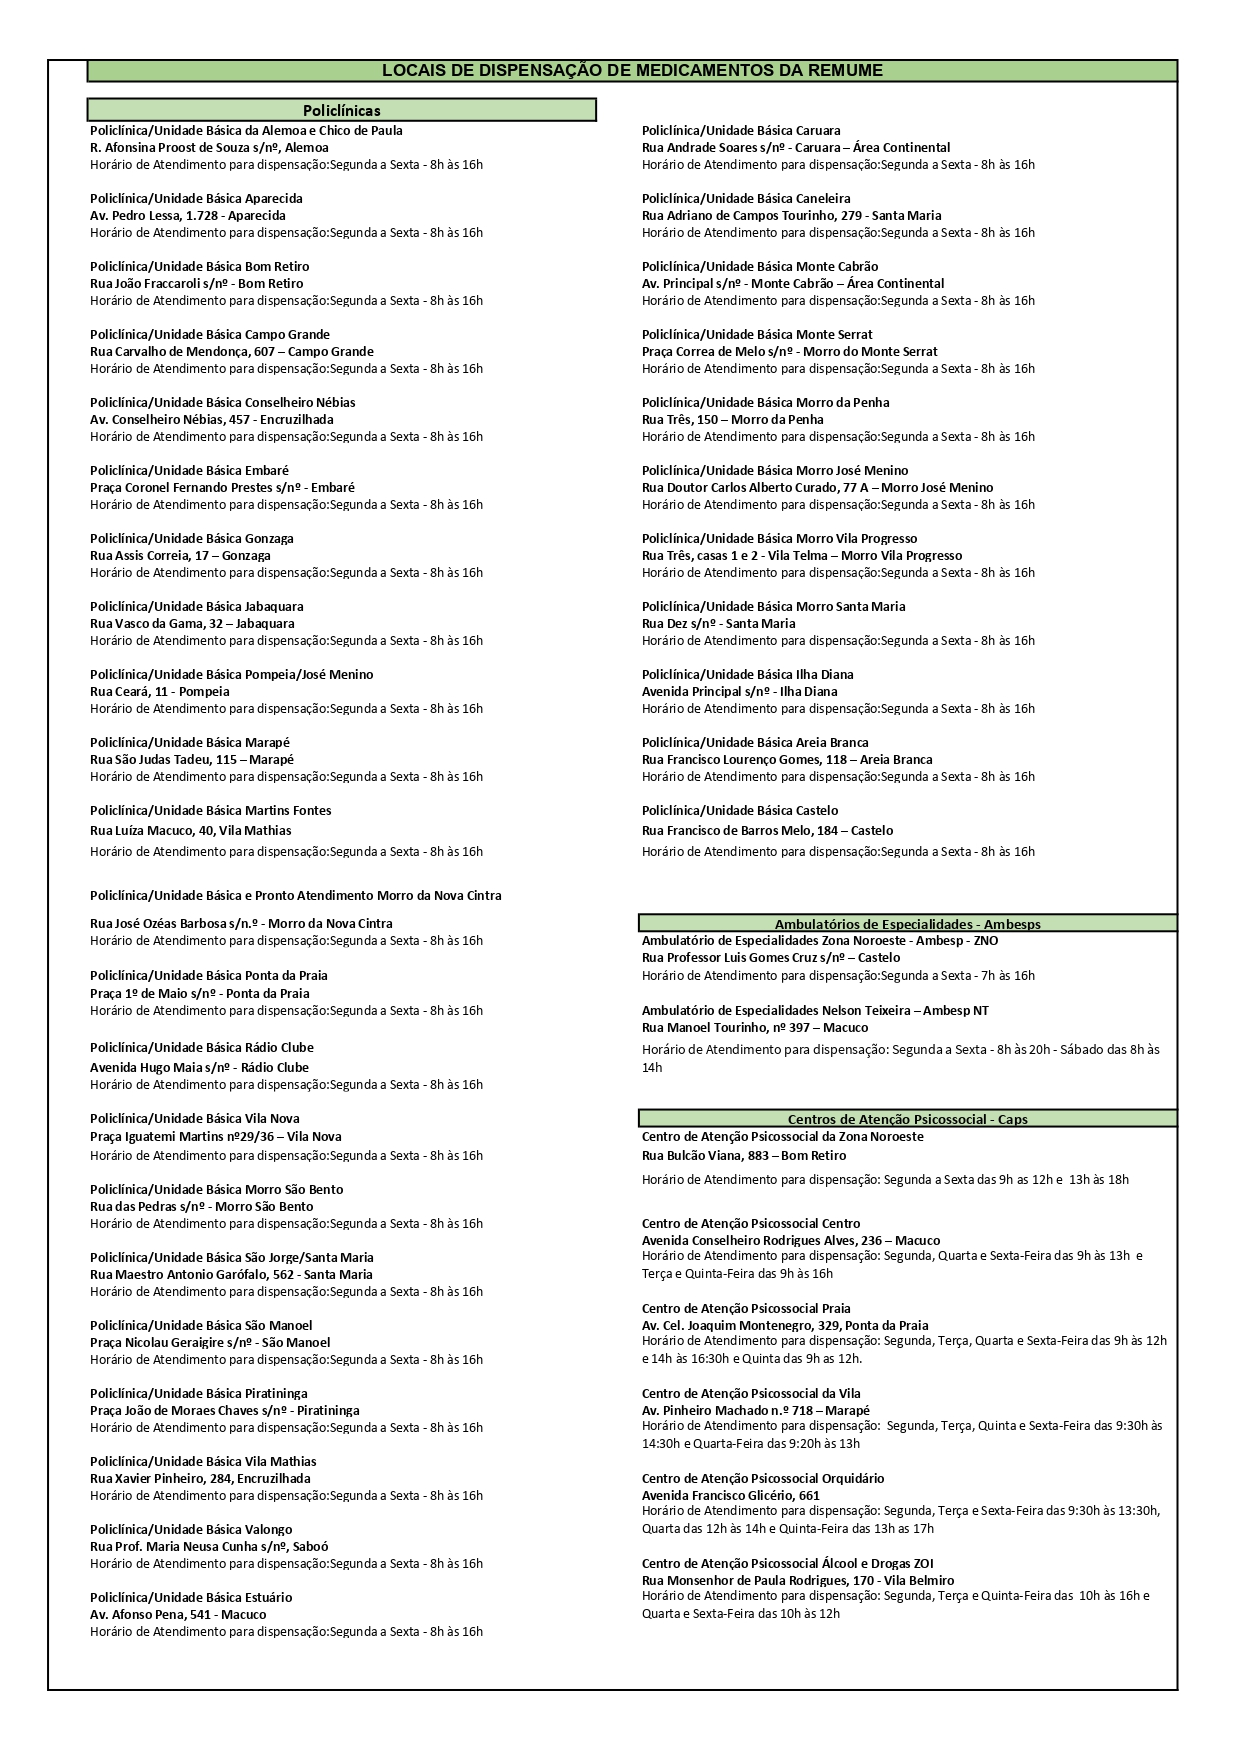 LOCAIS DE DISPENSAÇÃO DE MEDICAMENTOS DA REMUME
Policlínicas
Policlínica/Unidade Básica da Alemoa e Chico de Paula
R. Afonsina Proost de Souza s/nº, Alemoa
Horário de Atendimento para dispensação:Segunda a Sexta - 8h às 16h
Policlínica/Unidade Básica Aparecida
Av. Pedro Lessa, 1.728 - Aparecida
Horário de Atendimento para dispensação:Segunda a Sexta - 8h às 16h
Policlínica/Unidade Básica Bom Retiro
Rua João Fraccaroli s/nº - Bom Retiro
Horário de Atendimento para dispensação:Segunda a Sexta - 8h às 16h
Policlínica/Unidade Básica Campo Grande
Rua Carvalho de Mendonça, 607 – Campo Grande
Horário de Atendimento para dispensação:Segunda a Sexta - 8h às 16h
Policlínica/Unidade Básica Conselheiro Nébias
Av. Conselheiro Nébias, 457 - Encruzilhada
Horário de Atendimento para dispensação:Segunda a Sexta - 8h às 16h
Policlínica/Unidade Básica Embaré
Praça Coronel Fernando Prestes s/nº - Embaré
Horário de Atendimento para dispensação:Segunda a Sexta - 8h às 16h
Policlínica/Unidade Básica Gonzaga
Rua Assis Correia, 17 – Gonzaga
Horário de Atendimento para dispensação:Segunda a Sexta - 8h às 16h
Policlínica/Unidade Básica Jabaquara
Rua Vasco da Gama, 32 – Jabaquara
Horário de Atendimento para dispensação:Segunda a Sexta - 8h às 16h
Policlínica/Unidade Básica Pompeia/José Menino
Rua Ceará, 11 - Pompeia
Horário de Atendimento para dispensação:Segunda a Sexta - 8h às 16h
Policlínica/Unidade Básica Marapé
Rua São Judas Tadeu, 115 – Marapé
Horário de Atendimento para dispensação:Segunda a Sexta - 8h às 16h
Policlínica/Unidade Básica Martins Fontes
Rua Luíza Macuco, 40, Vila Mathias
Horário de Atendimento para dispensação:Segunda a Sexta - 8h às 16h
Policlínica/Unidade Básica e Pronto Atendimento Morro da Nova Cintra
Rua José Ozéas Barbosa s/n.º - Morro da Nova Cintra
Horário de Atendimento para dispensação:Segunda a Sexta - 8h às 16h
Policlínica/Unidade Básica Ponta da Praia
Praça 1º de Maio s/nº - Ponta da Praia
Horário de Atendimento para dispensação:Segunda a Sexta - 8h às 16h
Policlínica/Unidade Básica Rádio Clube
Avenida Hugo Maia s/nº - Rádio Clube
Horário de Atendimento para dispensação:Segunda a Sexta - 8h às 16h
Policlínica/Unidade Básica Vila Nova
Praça Iguatemi Martins nº29/36 – Vila Nova
Horário de Atendimento para dispensação:Segunda a Sexta - 8h às 16h
Policlínica/Unidade Básica Morro São Bento
Rua das Pedras s/nº - Morro São Bento
Horário de Atendimento para dispensação:Segunda a Sexta - 8h às 16h
Policlínica/Unidade Básica São Jorge/Santa Maria
Rua Maestro Antonio Garófalo, 562 - Santa Maria
Horário de Atendimento para dispensação:Segunda a Sexta - 8h às 16h
Policlínica/Unidade Básica São Manoel
Praça Nicolau Geraigire s/nº - São Manoel
Horário de Atendimento para dispensação:Segunda a Sexta - 8h às 16h
Policlínica/Unidade Básica Piratininga
Praça João de Moraes Chaves s/nº - Piratininga
Horário de Atendimento para dispensação:Segunda a Sexta - 8h às 16h
Policlínica/Unidade Básica Vila Mathias
Rua Xavier Pinheiro, 284, Encruzilhada
Horário de Atendimento para dispensação:Segunda a Sexta - 8h às 16h
Policlínica/Unidade Básica Valongo
Rua Prof. Maria Neusa Cunha s/nº, Saboó
Horário de Atendimento para dispensação:Segunda a Sexta - 8h às 16h
Policlínica/Unidade Básica Estuário
Av. Afonso Pena, 541 - Macuco
Horário de Atendimento para dispensação:Segunda a Sexta - 8h às 16h
Policlínica/Unidade Básica Caruara
Rua Andrade Soares s/nº - Caruara – Área Continental
Horário de Atendimento para dispensação:Segunda a Sexta - 8h às 16h
Policlínica/Unidade Básica Caneleira
Rua Adriano de Campos Tourinho, 279 - Santa Maria
Horário de Atendimento para dispensação:Segunda a Sexta - 8h às 16h
Policlínica/Unidade Básica Monte Cabrão
Av. Principal s/nº - Monte Cabrão – Área Continental
Horário de Atendimento para dispensação:Segunda a Sexta - 8h às 16h
Policlínica/Unidade Básica Monte Serrat
Praça Correa de Melo s/nº - Morro do Monte Serrat
Horário de Atendimento para dispensação:Segunda a Sexta - 8h às 16h
Policlínica/Unidade Básica Morro da Penha
Rua Três, 150 – Morro da Penha
Horário de Atendimento para dispensação:Segunda a Sexta - 8h às 16h
Policlínica/Unidade Básica Morro José Menino
Rua Doutor Carlos Alberto Curado, 77 A – Morro José Menino
Horário de Atendimento para dispensação:Segunda a Sexta - 8h às 16h
Policlínica/Unidade Básica Morro Vila Progresso
Rua Três, casas 1 e 2 - Vila Telma – Morro Vila Progresso
Horário de Atendimento para dispensação:Segunda a Sexta - 8h às 16h
Policlínica/Unidade Básica Morro Santa Maria
Rua Dez s/nº - Santa Maria
Horário de Atendimento para dispensação:Segunda a Sexta - 8h às 16h
Policlínica/Unidade Básica Ilha Diana
Avenida Principal s/nº - Ilha Diana
Horário de Atendimento para dispensação:Segunda a Sexta - 8h às 16h
Policlínica/Unidade Básica Areia Branca
Rua Francisco Lourenço Gomes, 118 – Areia Branca
Horário de Atendimento para dispensação:Segunda a Sexta - 8h às 16h
Policlínica/Unidade Básica Castelo
Rua Francisco de Barros Melo, 184 – Castelo
Horário de Atendimento para dispensação:Segunda a Sexta - 8h às 16h
Ambulatórios de Especialidades - Ambesps
Ambulatório de Especialidades Zona Noroeste - Ambesp - ZNO
Rua Professor Luis Gomes Cruz s/nº – Castelo
Horário de Atendimento para dispensação:Segunda a Sexta - 7h às 16h
Ambulatório de Especialidades Nelson Teixeira – Ambesp NT
Rua Manoel Tourinho, nº 397 – Macuco
Horário de Atendimento para dispensação: Segunda a Sexta - 8h às 20h - Sábado das 8h às
14h
Centros de Atenção Psicossocial - Caps
Centro de Atenção Psicossocial da Zona Noroeste
Rua Bulcão Viana, 883 – Bom Retiro
Horário de Atendimento para dispensação: Segunda a Sexta das 9h as 12h e 13h às 18h
Centro de Atenção Psicossocial Centro
Avenida Conselheiro Rodrigues Alves, 236 – Macuco
Horário de Atendimento para dispensação: Segunda, Quarta e Sexta-Feira das 9h às 13h e
Terça e Quinta-Feira das 9h às 16h
Centro de Atenção Psicossocial Praia
Av. Cel. Joaquim Montenegro, 329, Ponta da Praia
Horário de Atendimento para dispensação: Segunda, Terça, Quarta e Sexta-Feira das 9h às 12h
e 14h às 16:30h e Quinta das 9h as 12h.
Centro de Atenção Psicossocial da Vila
Av. Pinheiro Machado n.º 718 – Marapé
Horário de Atendimento para dispensação: Segunda, Terça, Quinta e Sexta-Feira das 9:30h às
14:30h e Quarta-Feira das 9:20h às 13h
Centro de Atenção Psicossocial Orquidário
Avenida Francisco Glicério, 661
Horário de Atendimento para dispensação: Segunda, Terça e Sexta-Feira das 9:30h às 13:30h,
Quarta das 12h às 14h e Quinta-Feira das 13h as 17h
Centro de Atenção Psicossocial Álcool e Drogas ZOI
Rua Monsenhor de Paula Rodrigues, 170 - Vila Belmiro
Horário de Atendimento para dispensação: Segunda, Terça e Quinta-Feira das 10h às 16h e
Quarta e Sexta-Feira das 10h às 12h